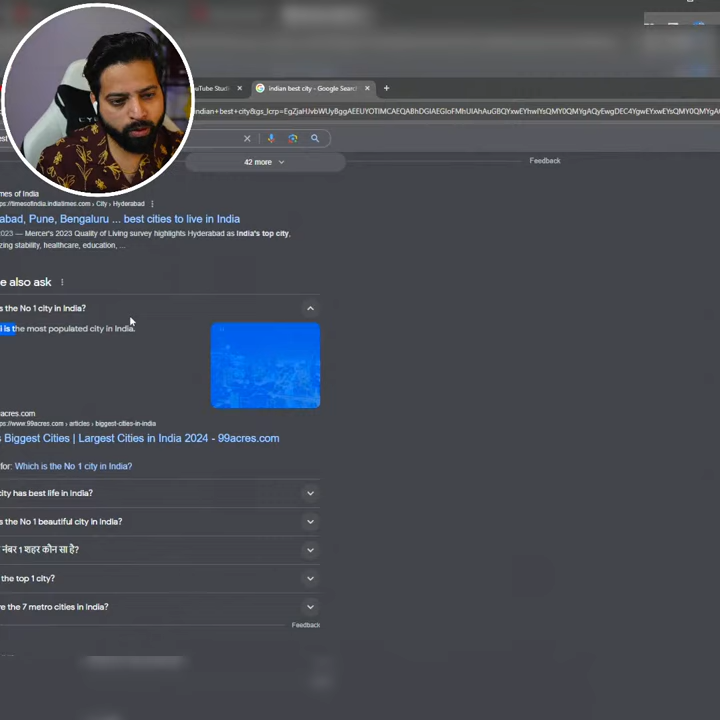 uTube Studi
indian best city - Google Search
indian+best+city&gs_lcrp=
42 more
Feedback
mes of India
ps://timesofindia.indiatimes.com › City › Hyderabad
abad, Pune, Bengaluru ... best cities to live in India
2023 — Mercer's 2023 Quality of Living survey highlights Hyderabad as India's top city,
zing stability, healthcare, education, ...
e also ask
s the No 1 city in India?
i is the most populated city in India.
acres.com
ps://www.99acres.com › articles › biggest-cities-in-india
s Biggest Cities | Largest Cities in India 2024 - 99acres.com
for: Which is the No 1 city in India?
city has best life in India?
s the No 1 beautiful city in India?
नंबर 1 शहर कौन सा है?
the top 1 city?
re the 7 metro cities in India?
Feedback